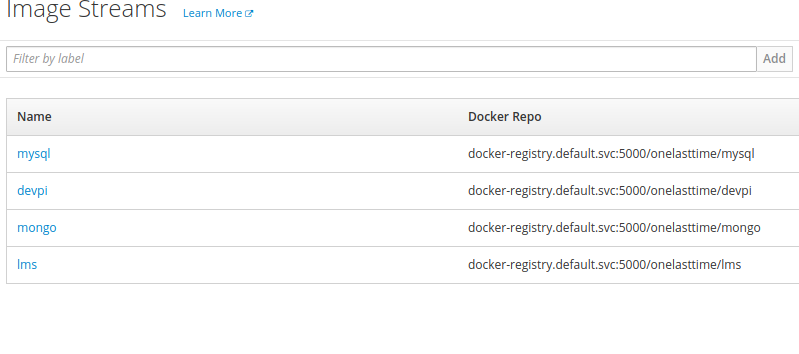 Image Streams Learn More
Filter by label Add
Name Docker Repo
mysql docker-registry.default.svc:5000/onelasttime/mysql
devpi docker-registry.default.svc:5000/onelasttime/devpi
mongo docker-registry.default.svc:5000/onelasttime/mongo
lms docker-registry.default.svc:5000/onelasttime/lms